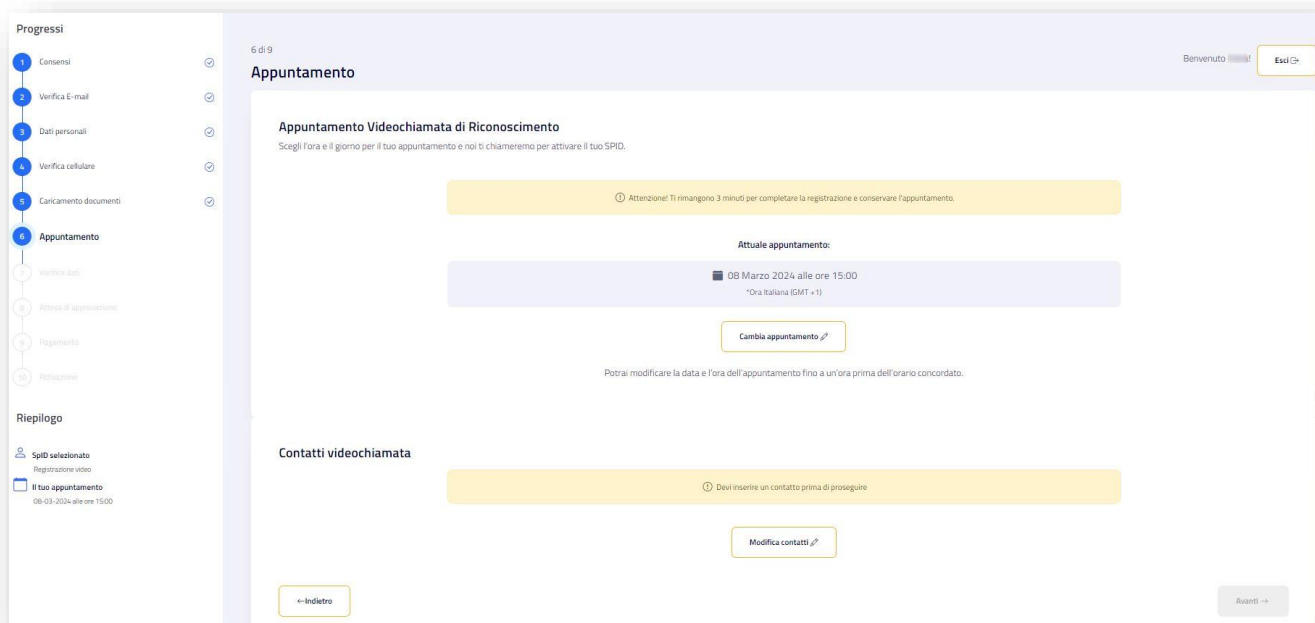 Progressi
1 Consensi
2 Verifica E-mail
3 Dati personali
4 Verifica cellulare
5 Caricamento documenti
6 Appuntamento
7 Verifica dati
8 Attesa di approvazione
9 Pagamento
10 Attivazione
Riepilogo
SpID selezionato
Registrazione video
Il tuo appuntamento
08-03-2024 alle ore 15:00
6 di 9
Appuntamento
Benvenuto !
Esci
Appuntamento Videochiamata di Riconoscimento
Scegli l'ora e il giorno per il tuo appuntamento e noi ti chiameremo per attivare il tuo SPID.
Attenzione! Ti rimangono 3 minuti per completare la registrazione e conservare l'appuntamento.
Attuale appuntamento:
08 Marzo 2024 alle ore 15:00
*Ora Italiana (GMT +1)
Cambia appuntamento
Potrai modificare la data e l'ora dell'appuntamento fino a un'ora prima dell'orario concordato.
Contatti videochiamata
Devi inserire un contatto prima di proseguire
Modifica contatti
←Indietro
Avanti →